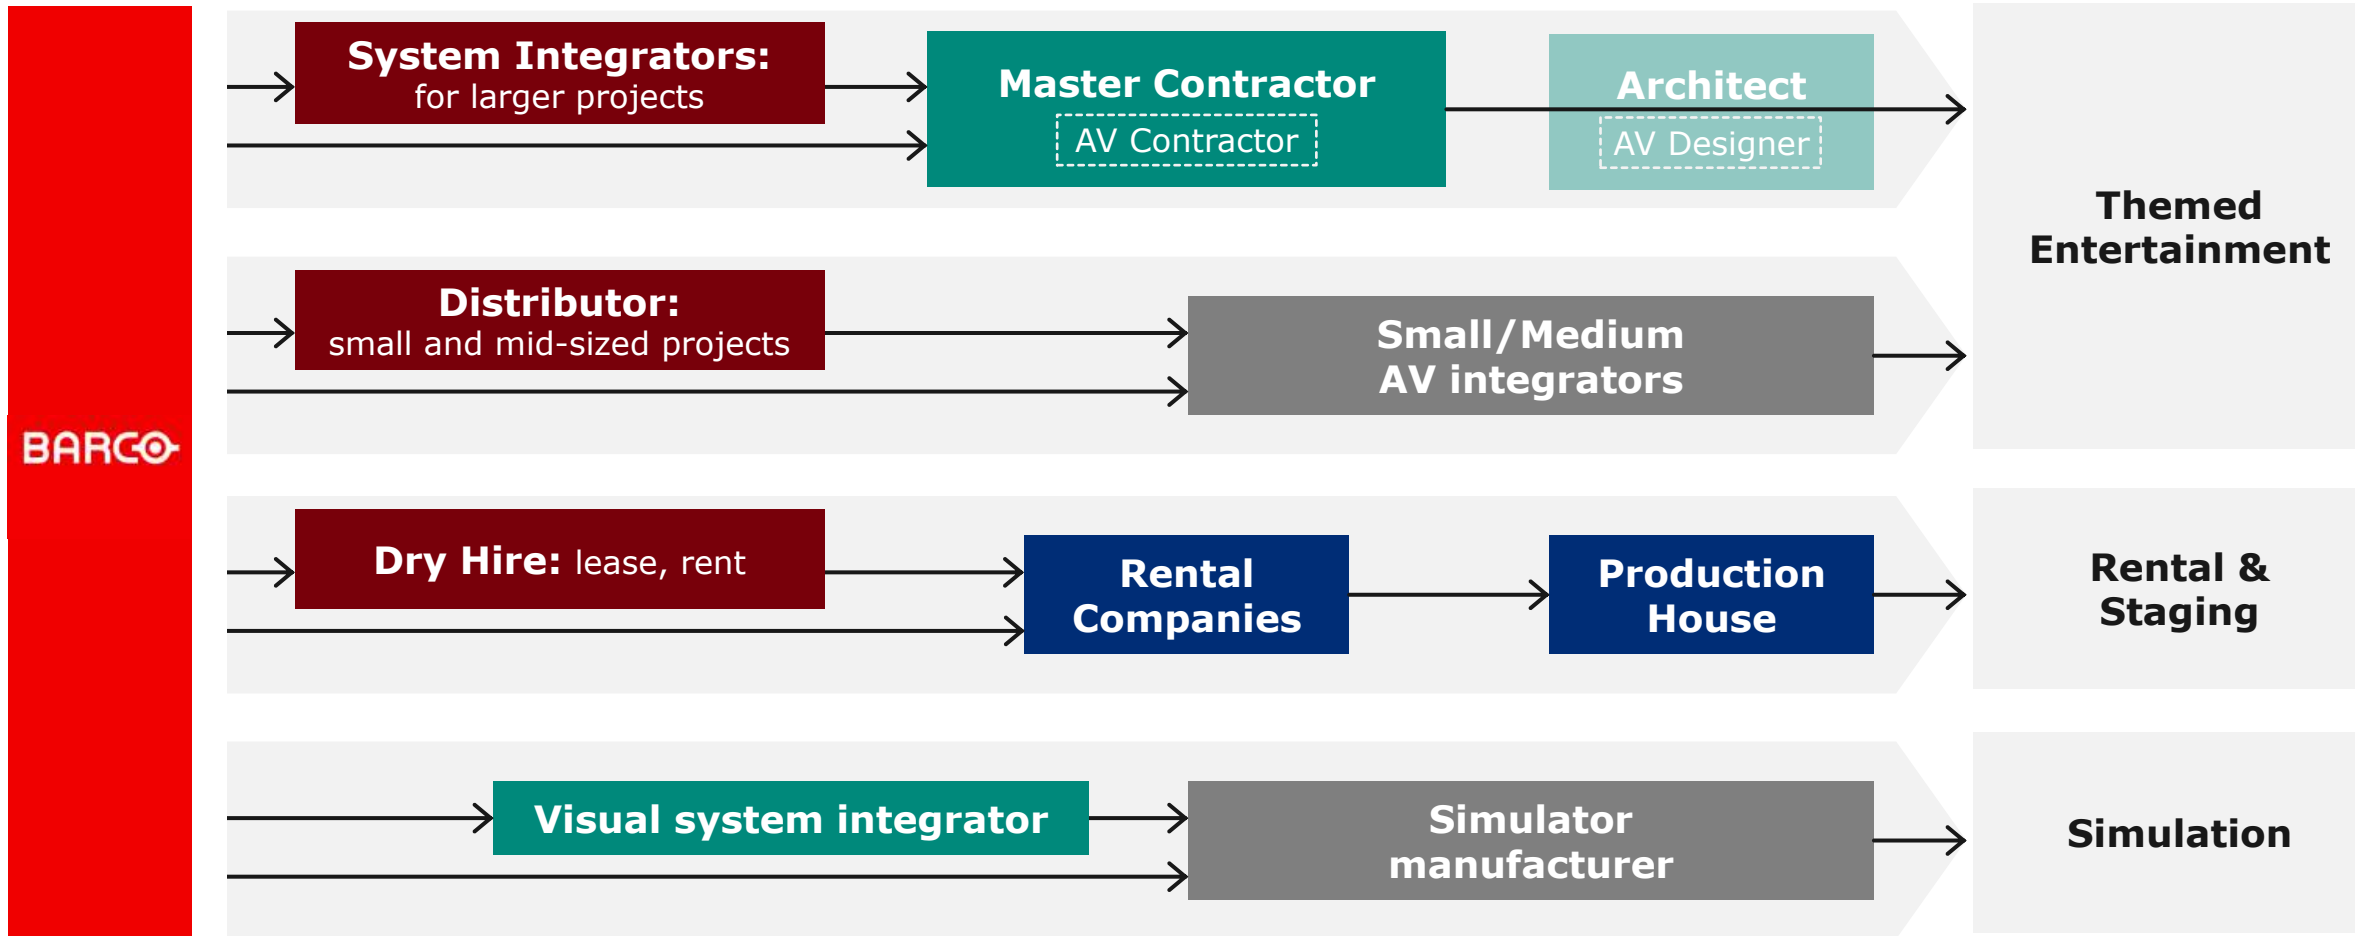 System Integrators:
for larger projects
Master Contractor
AV Contractor
Architect
AV Designer
Themed
Entertainment
Distributor:
small and mid-sized projects
Small/Medium
AV integrators
BARCO
Dry Hire: lease, rent
Rental
Companies
Production
House
Rental &
Staging
Visual system integrator
Simulator
manufacturer
Simulation